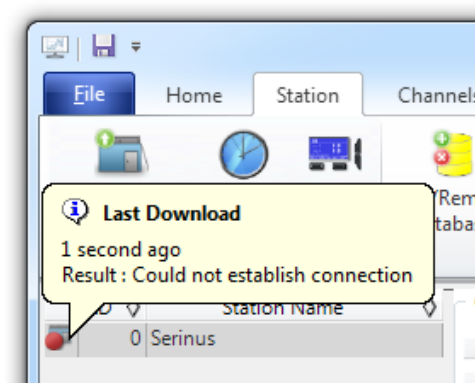 File Home Station Channels
Last Download
1 second ago
Result : Could not establish connection
Station Name
0 Serinus